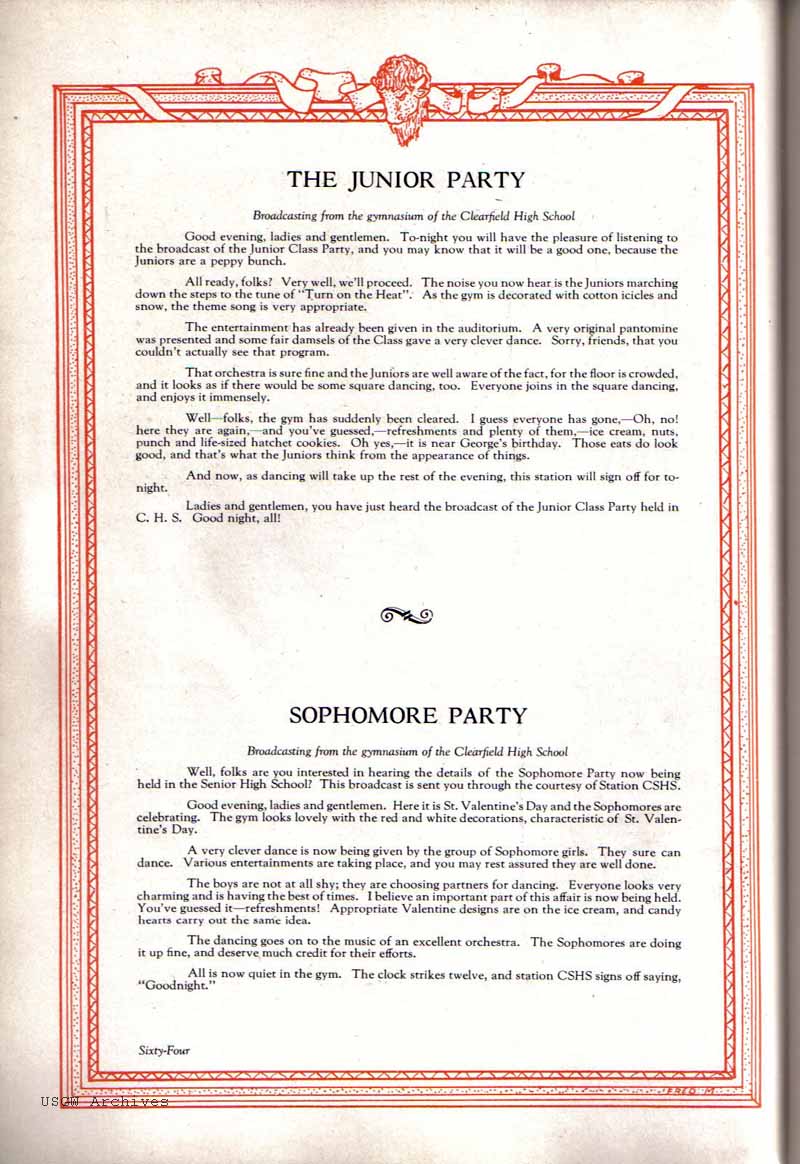 THE JUNIOR PARTY
Broadcasting from the gymnasium of the Clearfield High School
Good evening, ladies and gentlemen. To-night you will have the pleasure of listening to
the broadcast of the Junior Class Party, and you may know that it will be a good one, because the
Juniors are a peppy bunch.
All ready, folks? Very well, we'll proceed. The noise you now hear is the Juniors marching
down the steps to the tune of "Turn on the Heat". As the gym is decorated with cotton icicles and
snow, the theme song is very appropriate.
The entertainment has already been given in the auditorium. A very original pantomine
was presented and some fair damsels of the Class gave a very clever dance. Sorry, friends, that you
couldn't actually see that program.
That orchestra is sure fine and the Juniors are well aware of the fact, for the floor is crowded,
and it looks as if there would be some square dancing, too. Everyone joins in the square dancing,
and enjoys it immensely.
Well—folks, the gym has suddenly been cleared. I guess everyone has gone,—Oh, no!
here they are again,—and you've guessed,—refreshments and plenty of them,—ice cream, nuts,
punch and life-sized hatchet cookies. Oh yes,—it is near George's birthday. Those eats do look
good, and that's what the Juniors think from the appearance of things.
And now, as dancing will take up the rest of the evening, this station will sign off for to-
night.
Ladies and gentlemen, you have just heard the broadcast of the Junior Class Party held in
C. H. S. Good night, all!
SOPHOMORE PARTY
Broadcasting from the gymnasium of the Clearfield High School
Well, folks are you interested in hearing the details of the Sophomore Party now being
held in the Senior High School? This broadcast is sent you through the courtesy of Station CSHS.
Good evening, ladies and gentlemen. Here it is St. Valentine's Day and the Sophomores are
celebrating. The gym looks lovely with the red and white decorations, characteristic of St. Valen-
tine's Day.
A very clever dance is now being given by the group of Sophomore girls. They sure can
dance. Various entertainments are taking place, and you may rest assured they are well done.
The boys are not at all shy; they are choosing partners for dancing. Everyone looks very
charming and is having the best of times. I believe an important part of this affair is now being held.
You've guessed it—refreshments! Appropriate Valentine designs are on the ice cream, and candy
hearts carry out the same idea.
The dancing goes on to the music of an excellent orchestra. The Sophomores are doing
it up fine, and deserve much credit for their efforts.
All is now quiet in the gym. The clock strikes twelve, and station CSHS signs off saying,
"Goodnight."
Sixty-Four
FRED M.
USGW Archives